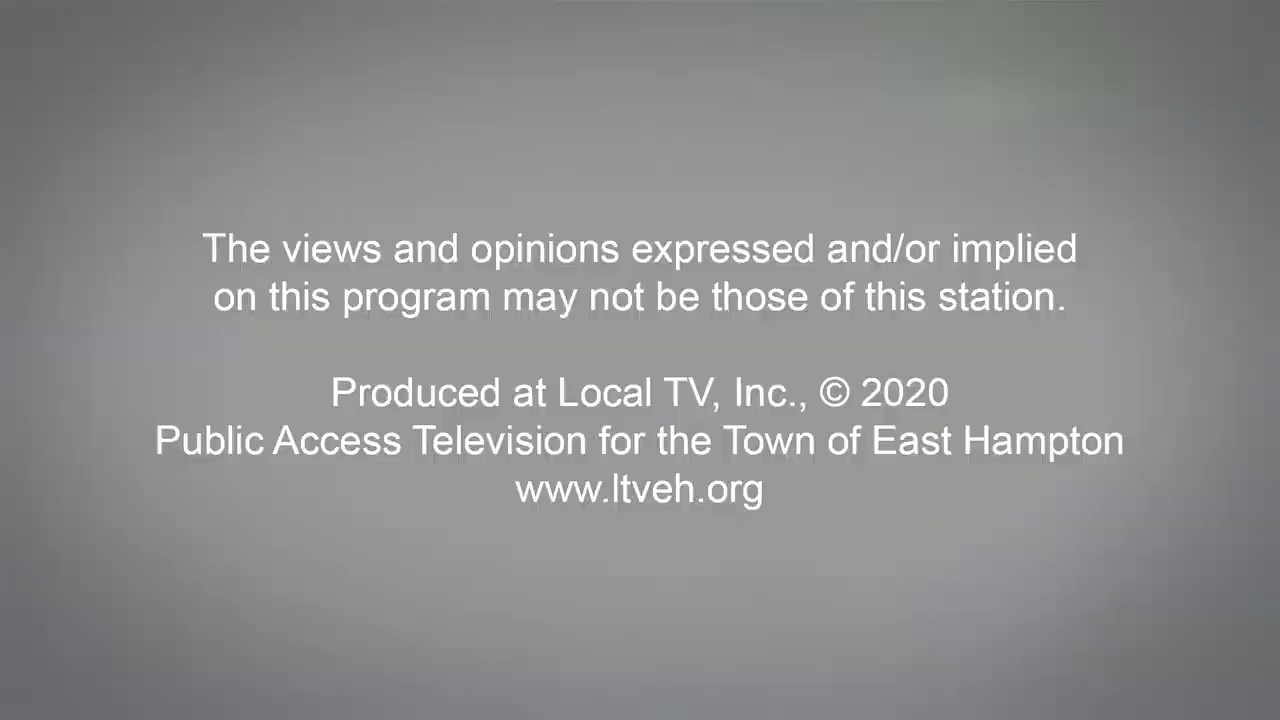 The views and opinions expressed and/or implied
on this program may not be those of this station.
Produced at Local TV, Inc., © 2020
Public Access Television for the Town of East Hampton
www.ltveh.org